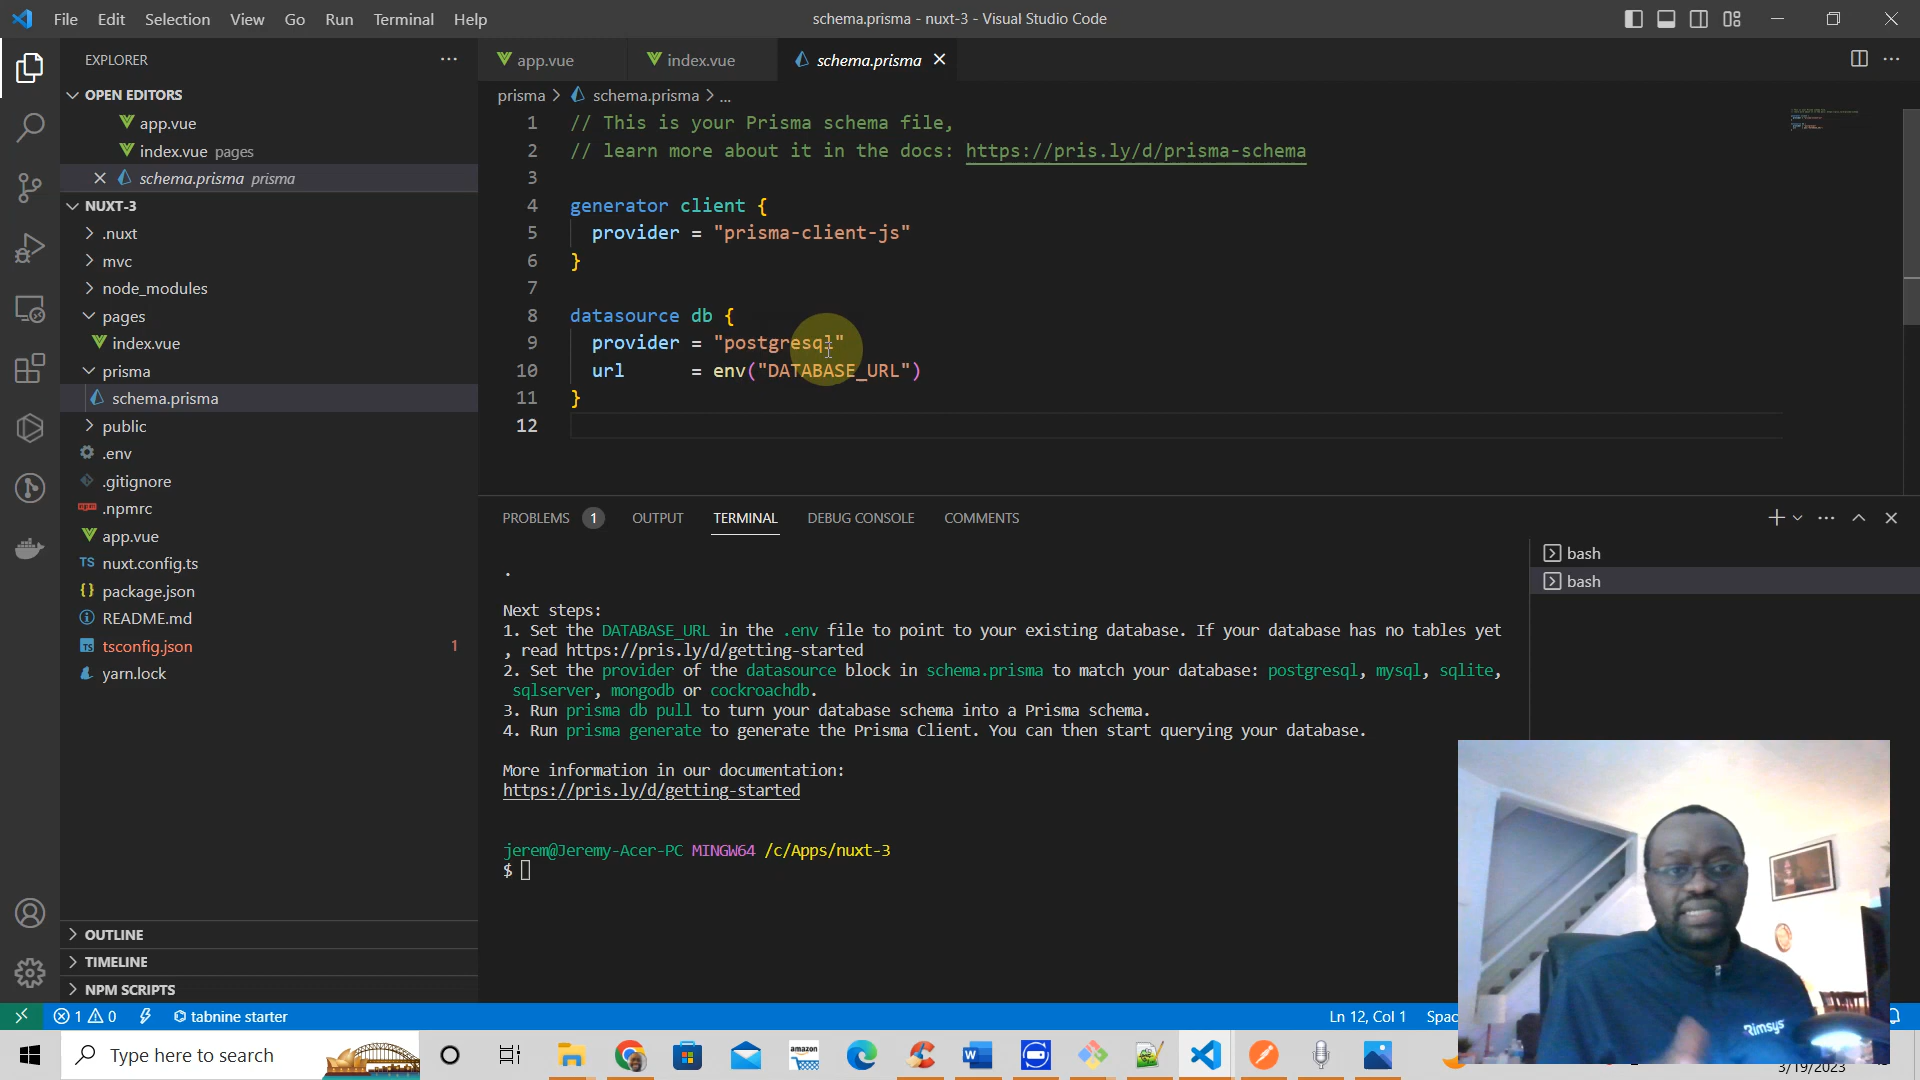 File Edit Selection View Go Run Terminal Help
schema.prisma - nuxt-3 - Visual Studio Code
EXPLORER
OPEN EDITORS
app.vue
index.vue pages
schema.prisma prisma
NUXT-3
.nuxt
mvc
node_modules
pages
index.vue
prisma
schema.prisma
public
.env
.gitignore
.npmrc
app.vue
TS nuxt.config.ts
{} package.json
README.md
tsconfig.json 1
yarn.lock
OUTLINE
TIMELINE
NPM SCRIPTS
app.vue index.vue schema.prisma
prisma > schema.prisma > ...
1 // This is your Prisma schema file,
2 // learn more about it in the docs: https://pris.ly/d/prisma-schema
3
4 generator client {
5 provider = "prisma-client-js"
6 }
7
8 datasource db {
9 provider = "postgresql"
10 url = env("DATABASE_URL")
11 }
12
PROBLEMS 1 OUTPUT TERMINAL DEBUG CONSOLE COMMENTS
bash
bash
.
Next steps:
1. Set the DATABASE_URL in the .env file to point to your existing database. If your database has no tables yet
, read https://pris.ly/d/getting-started
2. Set the provider of the datasource block in schema.prisma to match your database: postgresql, mysql, sqlite,
sqlserver, mongodb or cockroachdb.
3. Run prisma db pull to turn your database schema into a Prisma schema.
4. Run prisma generate to generate the Prisma Client. You can then start querying your database.
More information in our documentation:
https://pris.ly/d/getting-started
jerem@Jeremy-Acer-PC MINGW64 /c/Apps/nuxt-3
$
Rimsys
1 0 tabnine starter
Ln 12, Col 1 Spac
Type here to search
amazon
3/19/2023